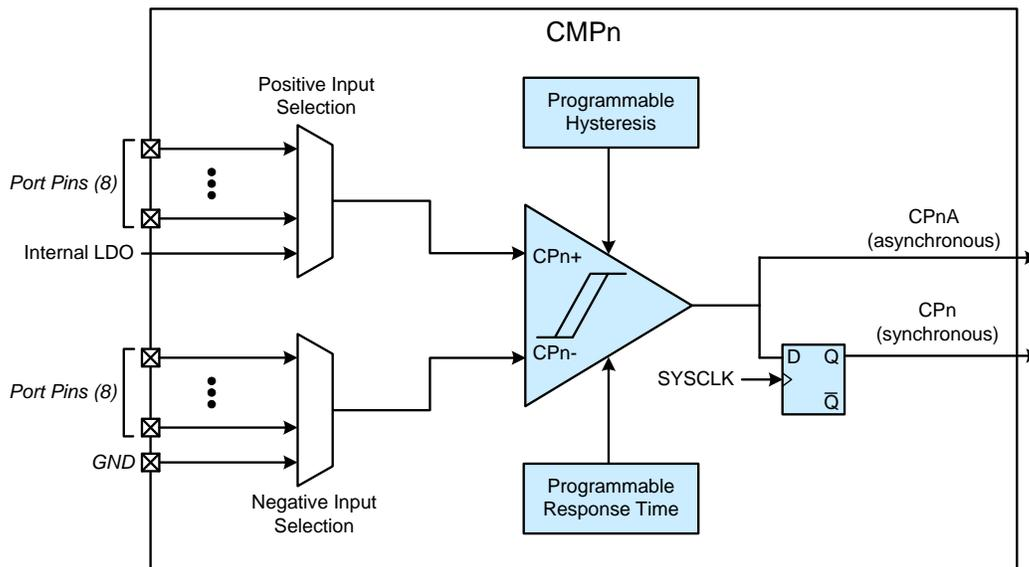 CMPn
Positive Input
Selection
Programmable
Hysteresis
Port Pins (8)
Internal LDO
CPn+
CPnA
(asynchronous)
CPn
(synchronous)
CPn-
Port Pins (8)
D Q
SYSCLK
Q̅
GND
Negative Input
Selection
Programmable
Response Time